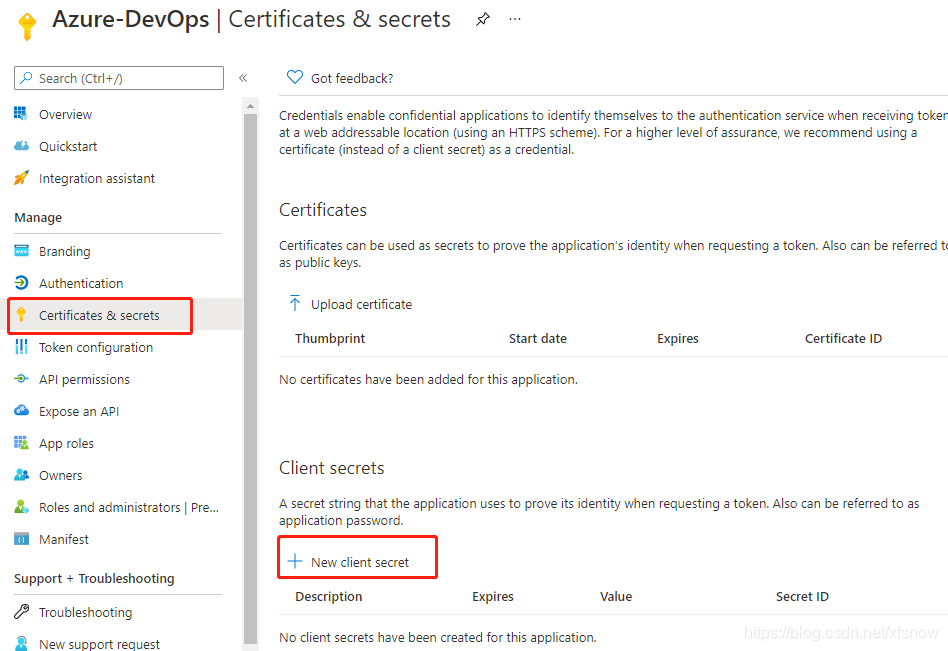 Azure-DevOps | Certificates & secrets
Search (Ctrl+/)
Overview
Quickstart
Integration assistant
Manage
Branding
Authentication
Certificates & secrets
Token configuration
API permissions
Expose an API
App roles
Owners
Roles and administrators | Pre...
Manifest
Support + Troubleshooting
Troubleshooting
New support request
Got feedback?
Credentials enable confidential applications to identify themselves to the authentication service when receiving token
at a web addressable location (using an HTTPS scheme). For a higher level of assurance, we recommend using a
certificate (instead of a client secret) as a credential.
Certificates
Certificates can be used as secrets to prove the application's identity when requesting a token. Also can be referred to
as public keys.
Upload certificate
Thumbprint Start date Expires Certificate ID
No certificates have been added for this application.
Client secrets
A secret string that the application uses to prove its identity when requesting a token. Also can be referred to as
application password.
New client secret
Description Expires Value Secret ID
No client secrets have been created for this application.
https://blog.csdn.net/xfsnow